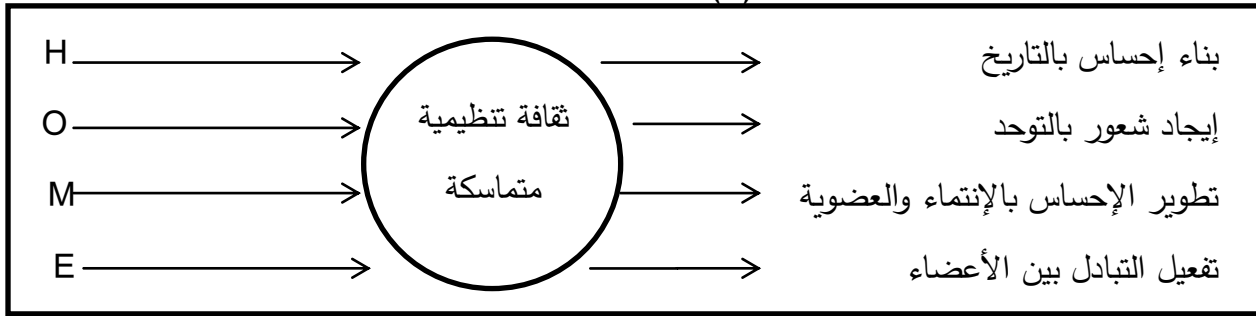 H
بناء إحساس بالتاريخ
O
ثقافة تنظيمية
إيجاد شعور بالتوحد
M
متماسكة
تطوير الإحساس بالإنتماء والعضوية
E
تفعيل التبادل بين الأعضاء